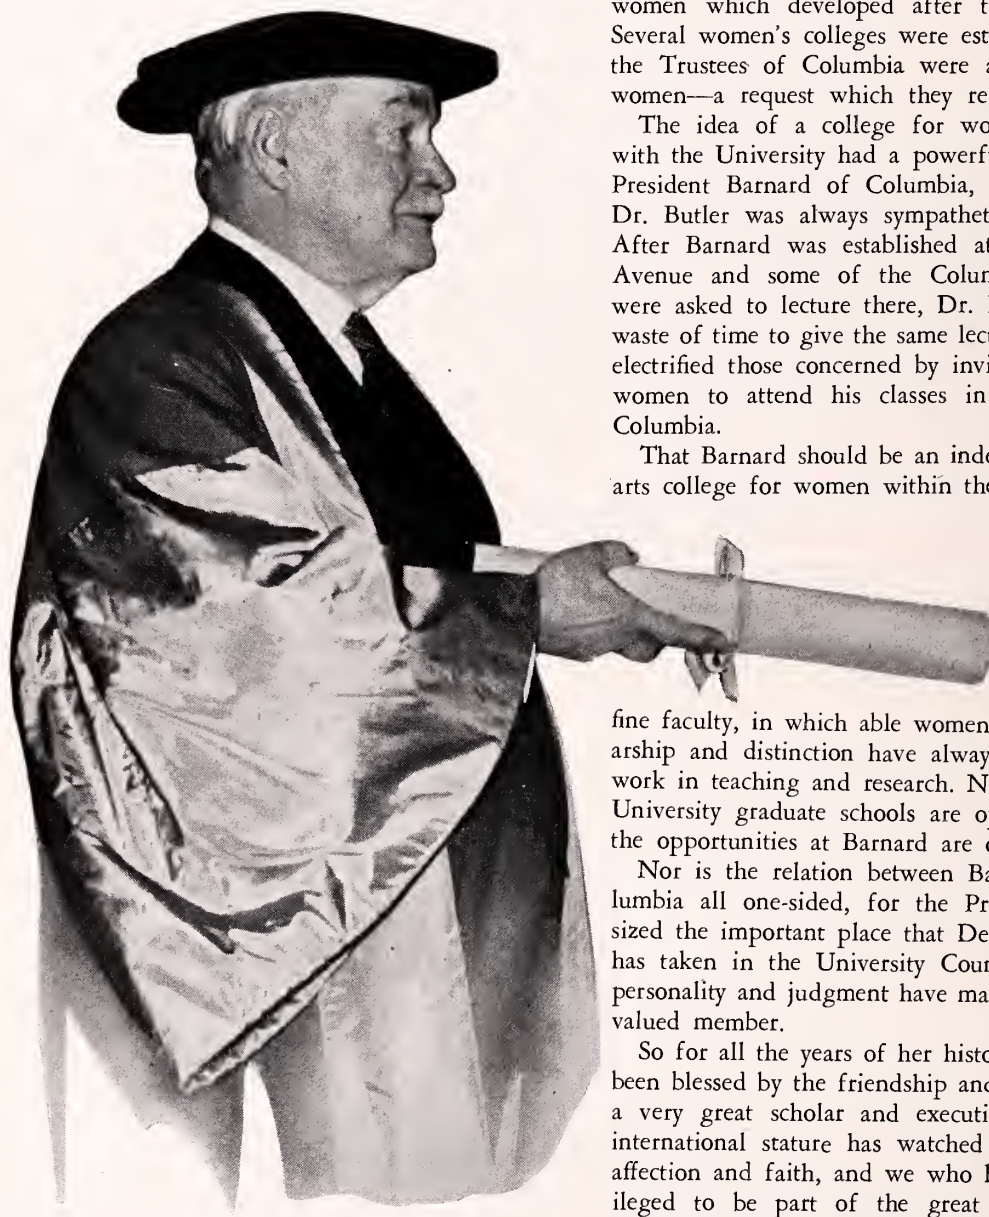 women which developed after t
Several women's colleges were est
the Trustees of Columbia were a
women—a request which they re
The idea of a college for wo
with the University had a powerf
President Barnard of Columbia,
Dr. Butler was always sympathet
After Barnard was established at
Avenue and some of the Colum
were asked to lecture there, Dr.
waste of time to give the same lect
electrified those concerned by invi
women to attend his classes in
Columbia.
That Barnard should be an inde
arts college for women within the
fine faculty, in which able women
arship and distinction have alway
work in teaching and research. N
University graduate schools are o
the opportunities at Barnard are
Nor is the relation between Ba
lumbia all one-sided, for the Pr
sized the important place that De
has taken in the University Coun
personality and judgment have ma
valued member.
So for all the years of her histo
been blessed by the friendship and
a very great scholar and executi
international stature has watched
affection and faith, and we who
ileged to be part of the great